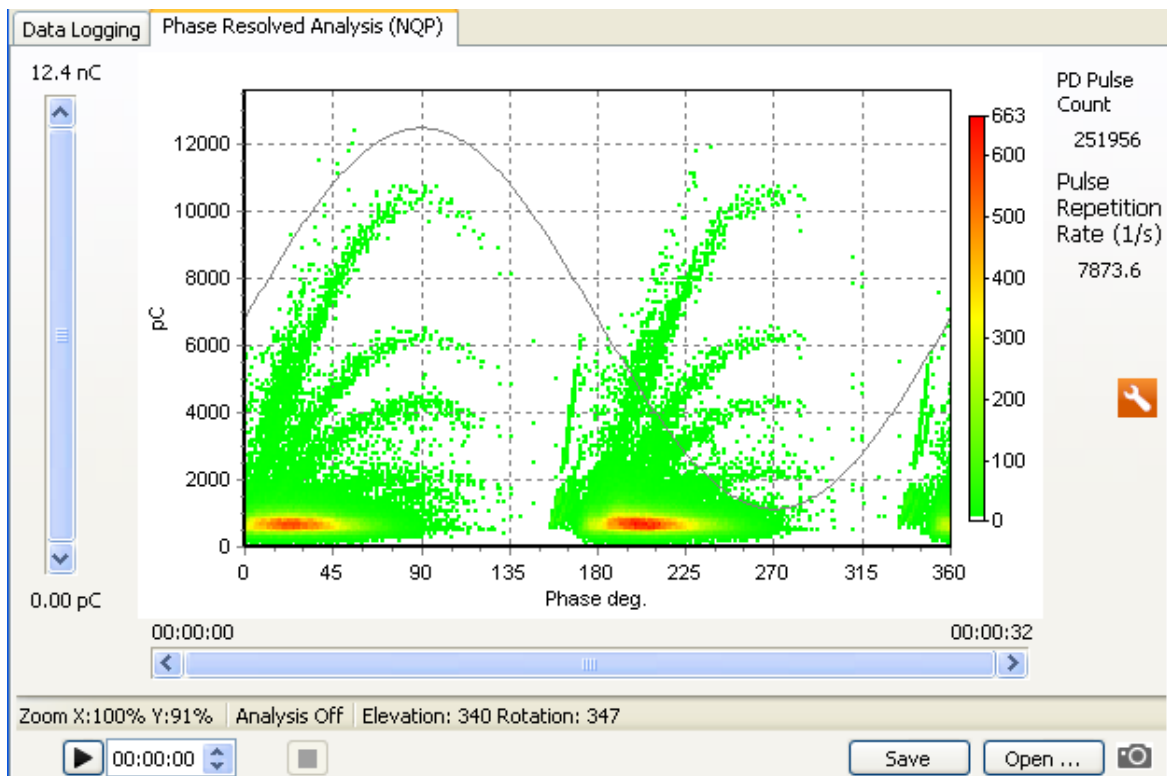 Data Logging Phase Resolved Analysis (NQP)
12.4 nC
0.00 pC
pC
12000
10000
8000
6000
4000
2000
0
0 45 90 135 180 225 270 315 360
Phase deg.
663
600
500
400
300
200
100
0
PD Pulse
Count
251956
Pulse
Repetition
Rate (1/s)
7873.6
00:00:00 00:00:32
Zoom X:100% Y:91% Analysis Off Elevation: 340 Rotation: 347
00:00:00 Save Open ...